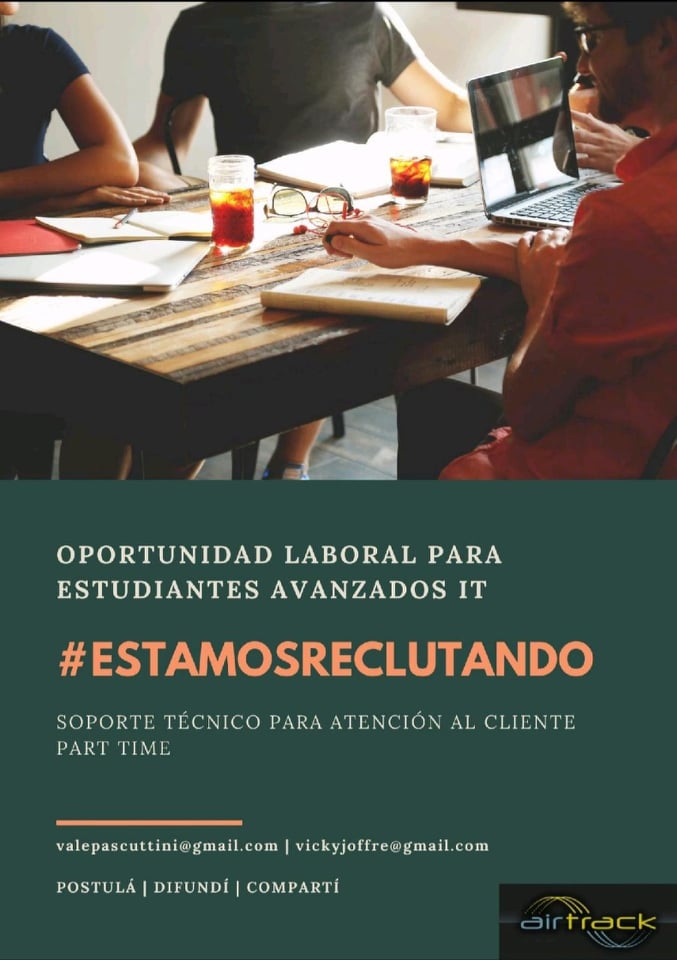 OPORTUNIDAD LABORAL PARA
ESTUDIANTES AVANZADOS IT
#ESTAMOSRECLUTANDO
SOPORTE TÉCNICO PARA ATENCIÓN AL CLIENTE
PART TIME
valepascuttini@gmail.com | vickyjoffre@gmail.com
POSTULÁ | DIFUNDÍ | COMPARTÍ
airtrack